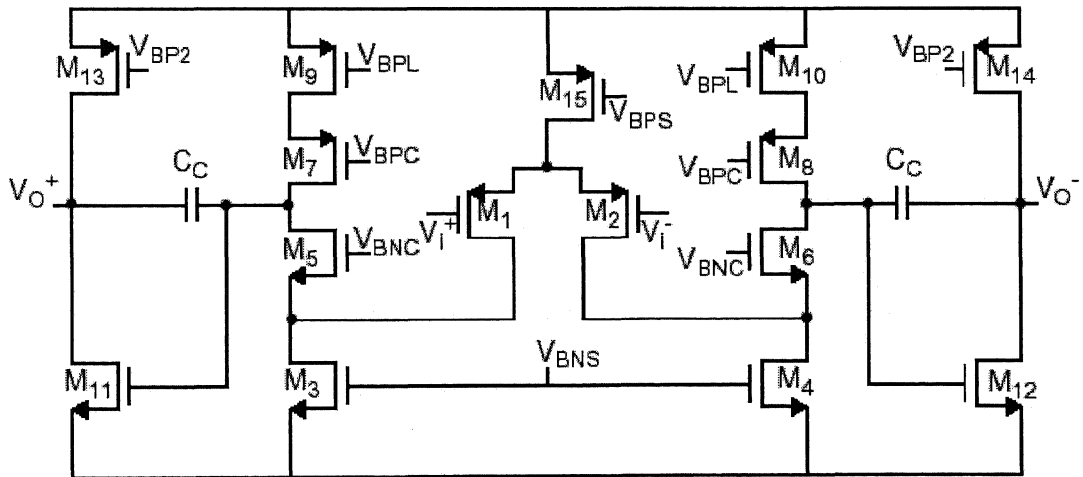 M₁₃ V_BP2
M₉ V_BPL
M₁₅ V_BPS
V_BPL M₁₀
V_BP2 M₁₄
M₇ V_BPC
V_BPC M₈
V_O⁺ C_C
C_C V_O⁻
M₅ V_BNC
V_i⁺ M₁ M₂ V_i⁻
V_BNC M₆
M₁₁ M₃ V_BNS M₄ M₁₂